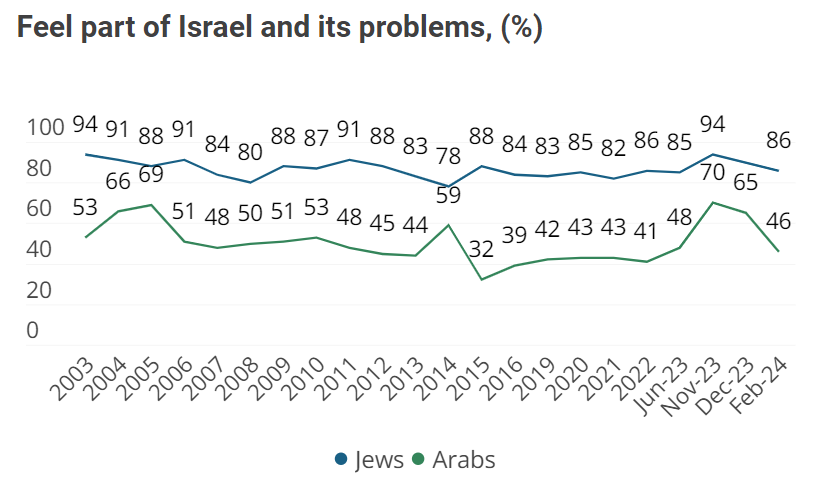 Feel part of Israel and its problems, (%)
100 94 91 88 91 84 80 88 87 91 88 83 78 88 84 83 85 82 86 85 94 86
80 66 69 59 70 65
60 53 51 48 50 51 53 48 45 44 32 39 42 43 43 41 48 46
40
20
0
2003 2004 2005 2006 2007 2008 2009 2010 2011 2012 2013 2014 2015 2016 2019 2020 2021 2022 Jun-23 Nov-23 Dec-23 Feb-24
Jews Arabs